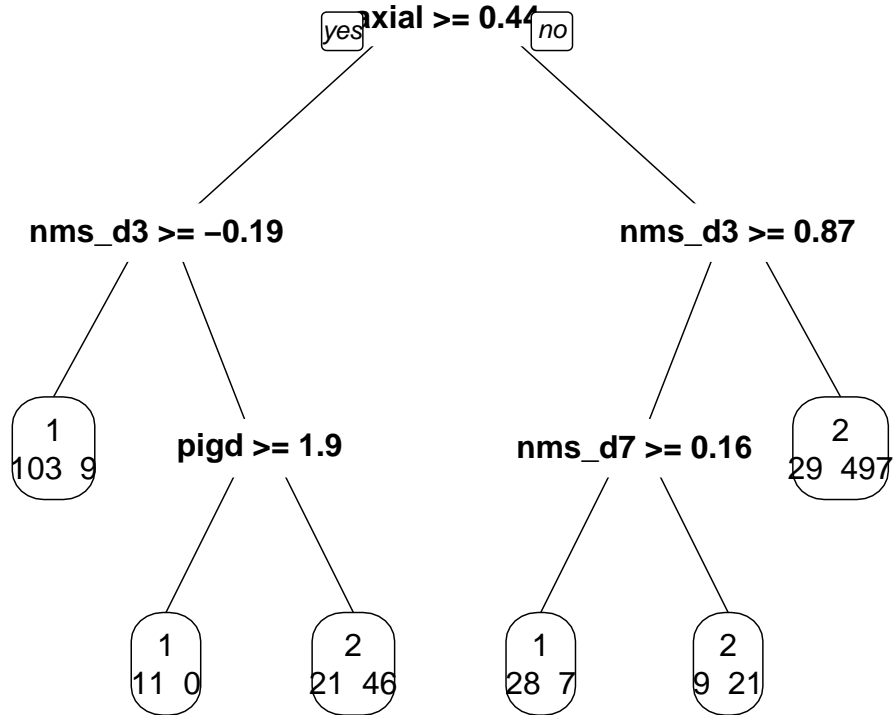 axial >= 0.44
yes
no
nms_d3 >= −0.19
nms_d3 >= 0.87
1
103 9
pigd >= 1.9
nms_d7 >= 0.16
2
29 497
1
11 0
2
21 46
1
28 7
2
9 21